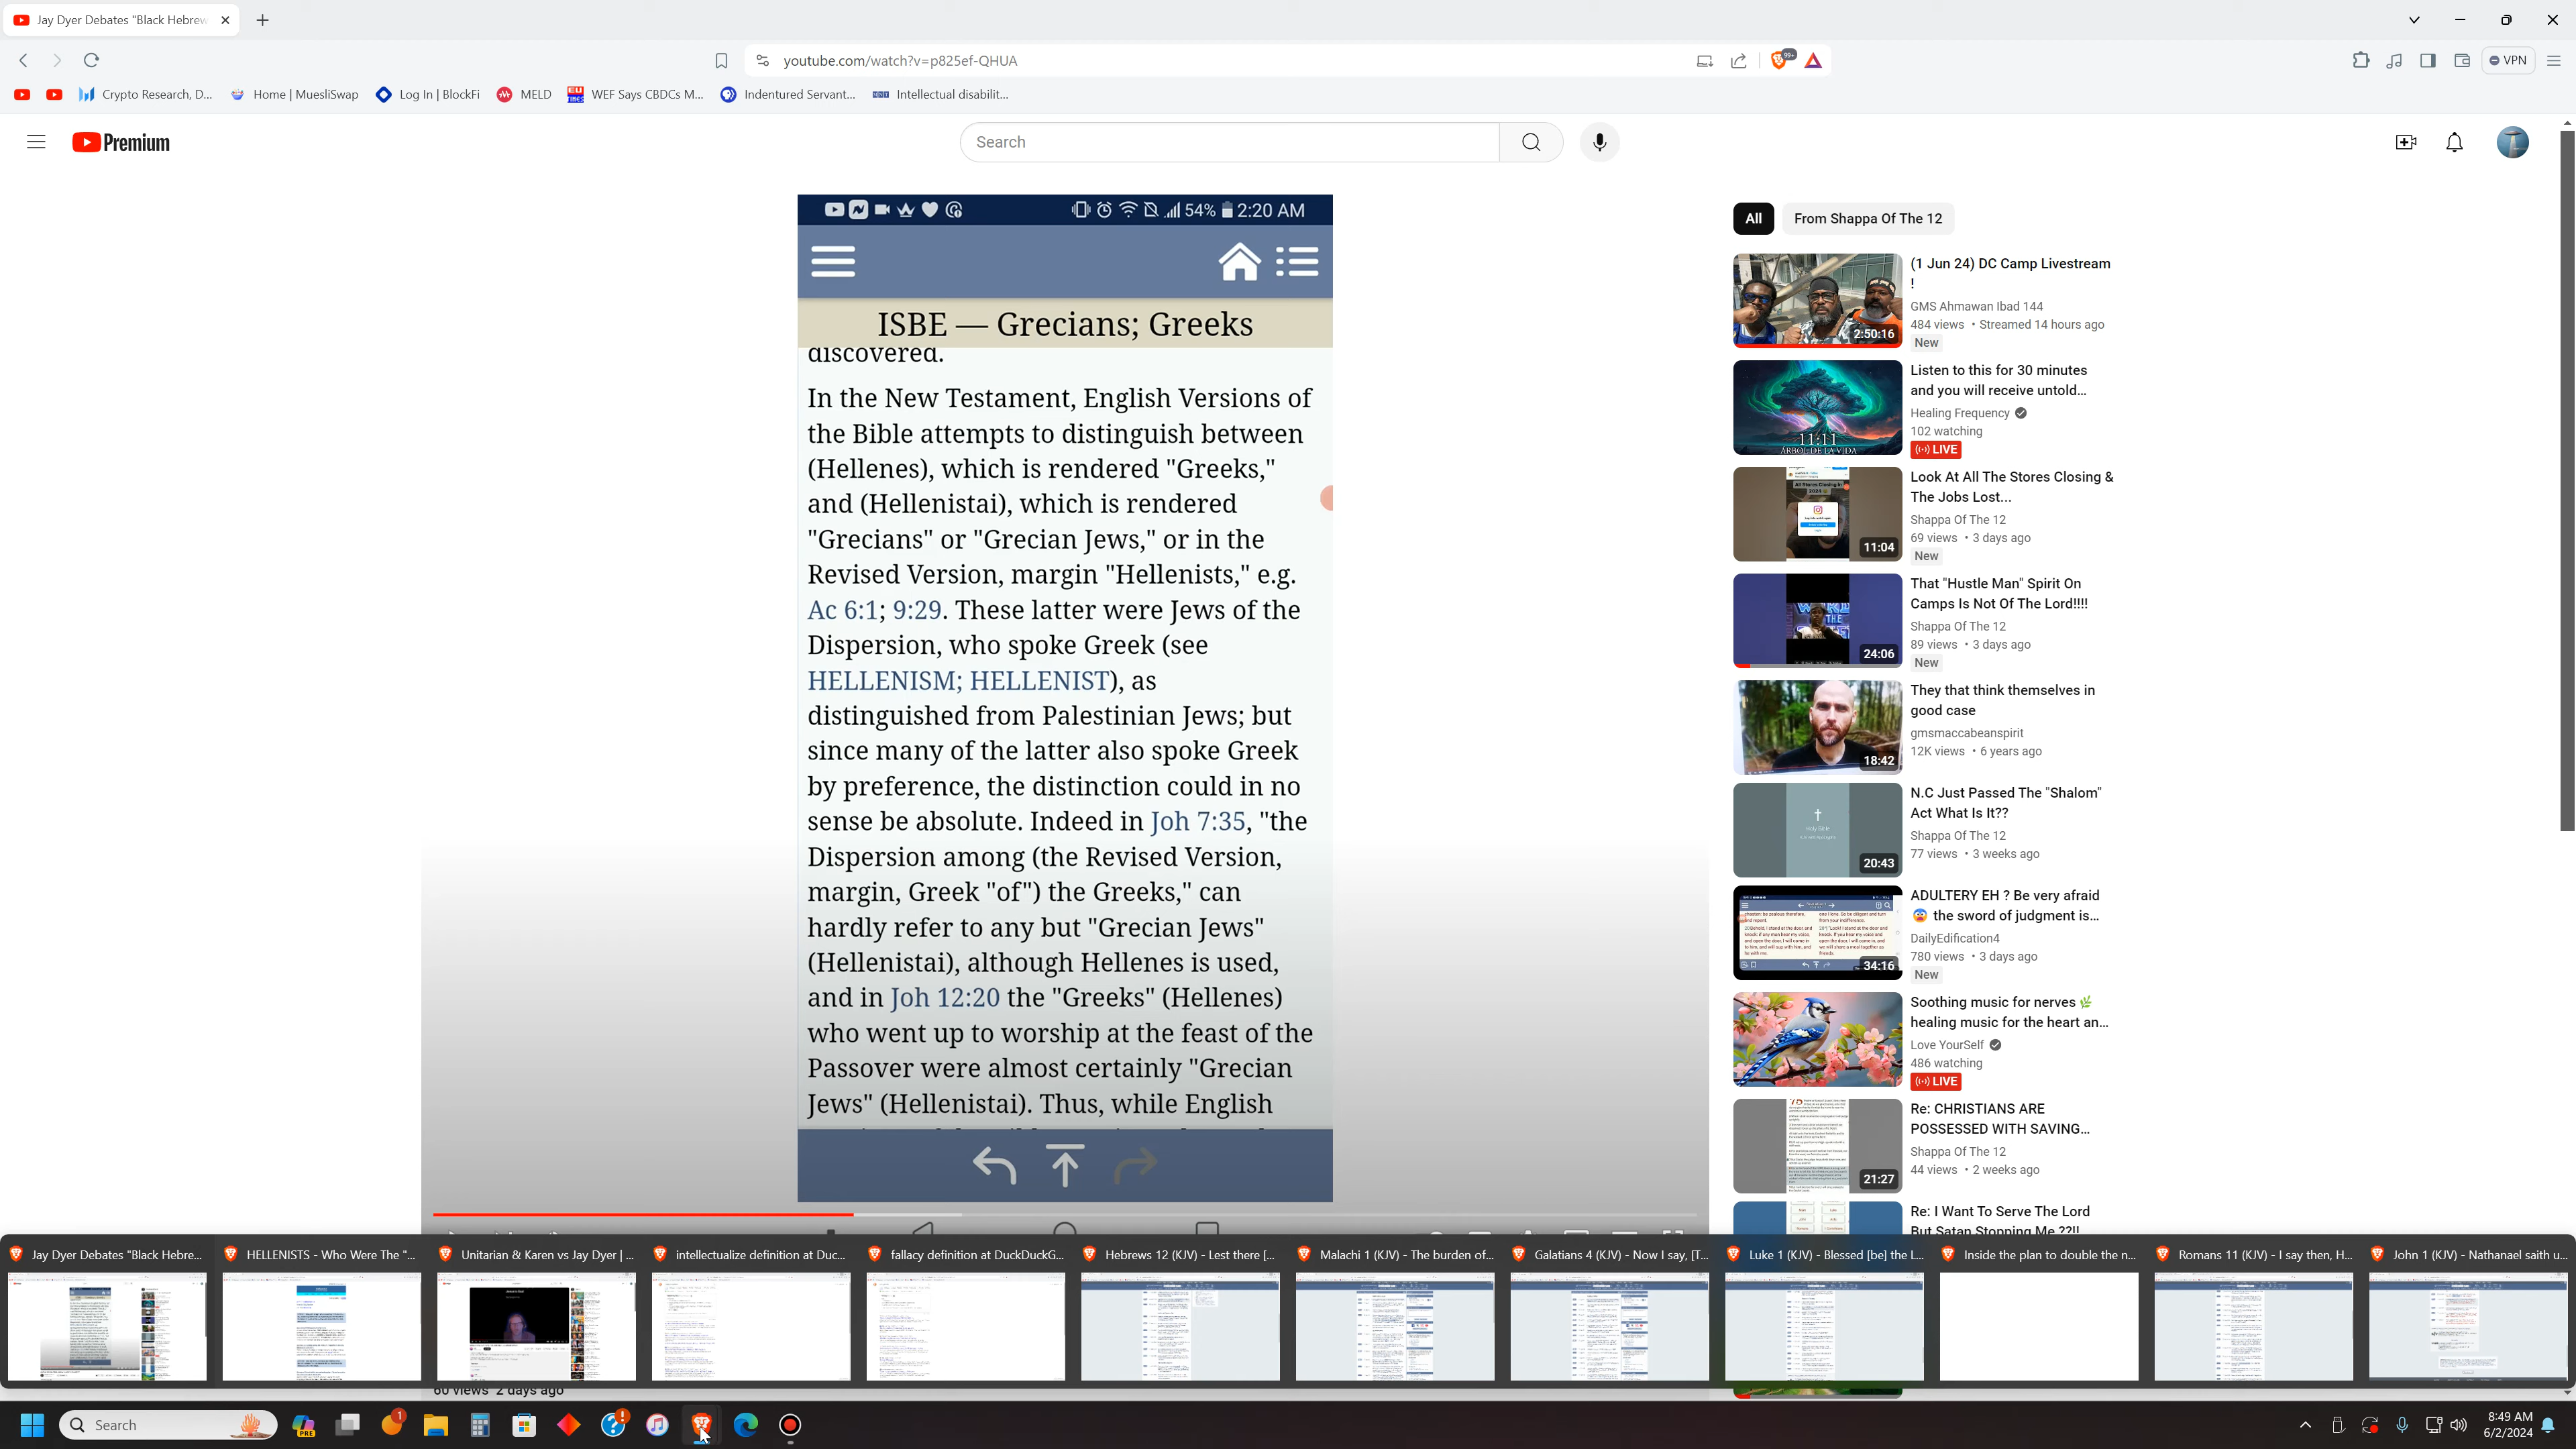 Jay Dyer Debates "Black Hebrew
youtube.com/watch?v=p825ef-QHUA
99+
VPN
Crypto Research, D...
Home | MuesliSwap
Log In | BlockFi
MELD
WEF Says CBDCs M...
Indentured Servant...
Intellectual disabilit...
Premium
Search
54% 2:20 AM
ISBE — Grecians; Greeks
discovered.
In the New Testament, English Versions of
the Bible attempts to distinguish between
(Hellenes), which is rendered "Greeks,"
and (Hellenistai), which is rendered
"Grecians" or "Grecian Jews," or in the
Revised Version, margin "Hellenists," e.g.
Ac 6:1; 9:29. These latter were Jews of the
Dispersion, who spoke Greek (see
HELLENISM; HELLENIST), as
distinguished from Palestinian Jews; but
since many of the latter also spoke Greek
by preference, the distinction could in no
sense be absolute. Indeed in Joh 7:35, "the
Dispersion among (the Revised Version,
margin, Greek "of") the Greeks," can
hardly refer to any but "Grecian Jews"
(Hellenistai), although Hellenes is used,
and in Joh 12:20 the "Greeks" (Hellenes)
who went up to worship at the feast of the
Passover were almost certainly "Grecian
Jews" (Hellenistai). Thus, while English
All
From Shappa Of The 12
2:50:16
(1 Jun 24) DC Camp Livestream
!
GMS Ahmawan Ibad 144
484 views • Streamed 14 hours ago
New
11:11
ÁRBOL DE LA VIDA
Listen to this for 30 minutes
and you will receive untold...
Healing Frequency
102 watching
LIVE
11:04
Look At All The Stores Closing &
The Jobs Lost...
Shappa Of The 12
69 views • 3 days ago
New
24:06
That "Hustle Man" Spirit On
Camps Is Not Of The Lord!!!!
Shappa Of The 12
89 views • 3 days ago
New
18:42
They that think themselves in
good case
gmsmaccabeanspirit
12K views • 6 years ago
20:43
N.C Just Passed The "Shalom"
Act What Is It??
Shappa Of The 12
77 views • 3 weeks ago
34:16
ADULTERY EH ? Be very afraid
😨 the sword of judgment is...
DailyEdification4
780 views • 3 days ago
New
Soothing music for nerves 🌿
healing music for the heart an...
Love YourSelf
486 watching
LIVE
21:27
Re: CHRISTIANS ARE
POSSESSED WITH SAVING...
Shappa Of The 12
44 views • 2 weeks ago
Re: I Want To Serve The Lord
But Satan Stopping Me ??!!
Jay Dyer Debates "Black Hebre...
HELLENISTS - Who Were The "...
Unitarian & Karen vs Jay Dyer | ...
intellectualize definition at Duc...
fallacy definition at DuckDuckG...
Hebrews 12 (KJV) - Lest there [...
Malachi 1 (KJV) - The burden of...
Galatians 4 (KJV) - Now I say, [T...
Luke 1 (KJV) - Blessed [be] the L...
Inside the plan to double the n...
Romans 11 (KJV) - I say then, H...
John 1 (KJV) - Nathanael saith u...
60 views 2 days ago
Search
PRE
1
8:49 AM
6/2/2024